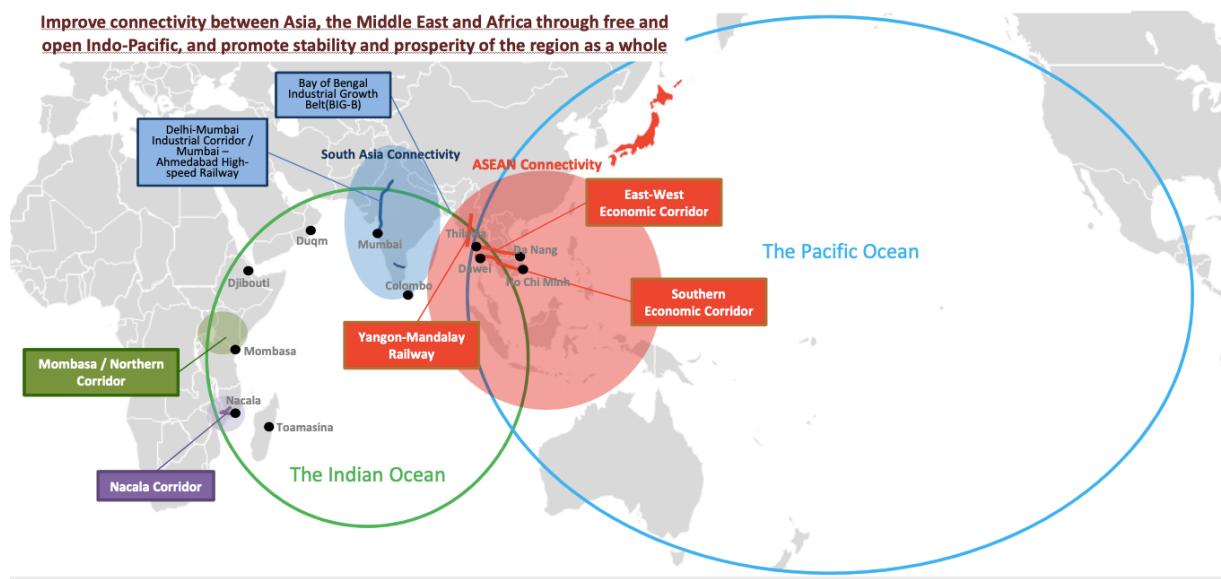 Improve connectivity between Asia, the Middle East and Africa through free and
open Indo-Pacific, and promote stability and prosperity of the region as a whole
Bay of Bengal
Industrial Growth
Belt(BIG-B)
Delhi-Mumbai
Industrial Corridor /
Mumbai –
Ahmedabad High-
speed Railway
South Asia Connectivity
ASEAN Connectivity
East-West
Economic Corridor
Duqm
Mumbai
Thilawa
Da Nang
The Pacific Ocean
Dawei
Djibouti
Ho Chi Minh
Colombo
Southern
Economic Corridor
Yangon-Mandalay
Railway
Mombasa
Mombasa / Northern
Corridor
Nacala
Toamasina
The Indian Ocean
Nacala Corridor